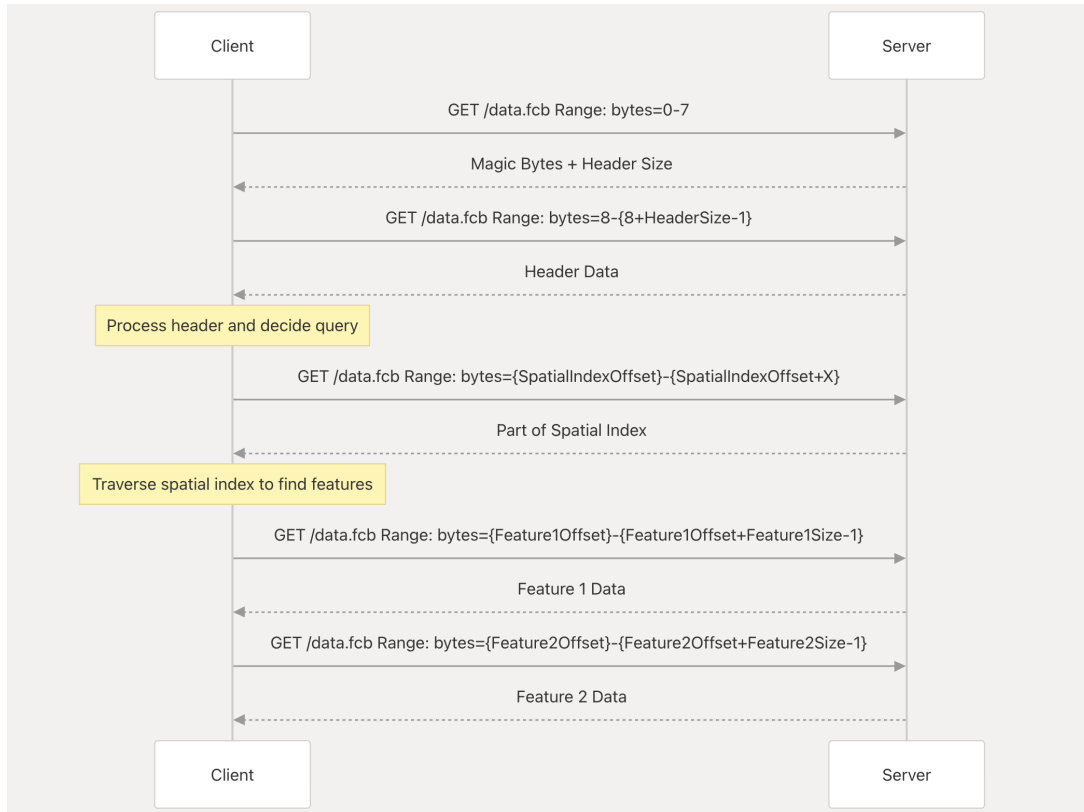 Client
Server
GET /data.fcb Range: bytes=0-7
Magic Bytes + Header Size
GET /data.fcb Range: bytes=8-{8+HeaderSize-1}
Header Data
Process header and decide query
GET /data.fcb Range: bytes={SpatialIndexOffset}-{SpatialIndexOffset+X}
Part of Spatial Index
Traverse spatial index to find features
GET /data.fcb Range: bytes={Feature1Offset}-{Feature1Offset+Feature1Size-1}
Feature 1 Data
GET /data.fcb Range: bytes={Feature2Offset}-{Feature2Offset+Feature2Size-1}
Feature 2 Data
Client
Server